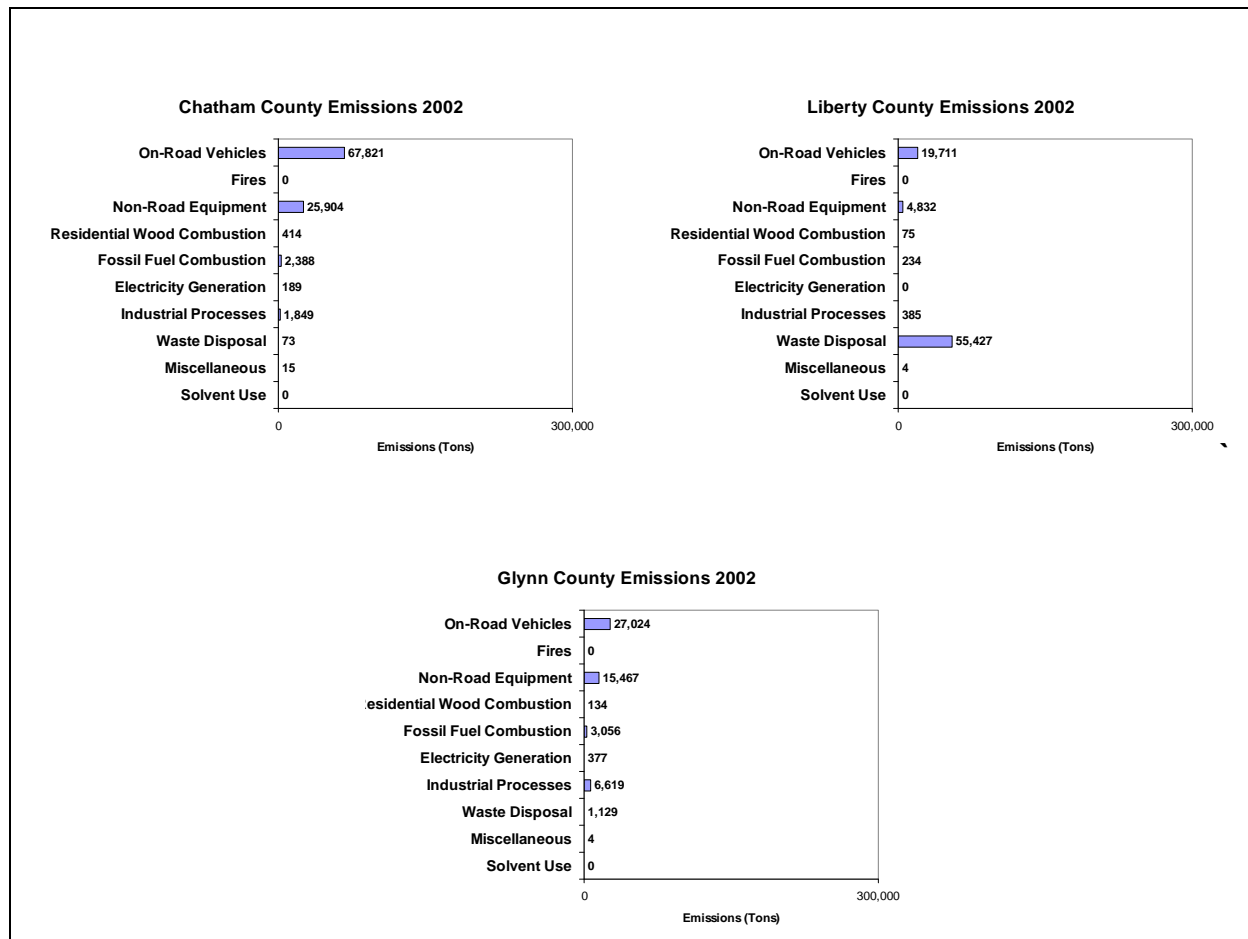 Chatham County Emissions 2002
On-Road Vehicles 67,821
Fires 0
Non-Road Equipment 25,904
Residential Wood Combustion 414
Fossil Fuel Combustion 2,388
Electricity Generation 189
Industrial Processes 1,849
Waste Disposal 73
Miscellaneous 15
Solvent Use 0
0 300,000
Emissions (Tons)
Liberty County Emissions 2002
On-Road Vehicles 19,711
Fires 0
Non-Road Equipment 4,832
Residential Wood Combustion 75
Fossil Fuel Combustion 234
Electricity Generation 0
Industrial Processes 385
Waste Disposal 55,427
Miscellaneous 4
Solvent Use 0
0 300,000
Emissions (Tons)
`
Glynn County Emissions 2002
On-Road Vehicles 27,024
Fires 0
Non-Road Equipment 15,467
esidential Wood Combustion 134
Fossil Fuel Combustion 3,056
Electricity Generation 377
Industrial Processes 6,619
Waste Disposal 1,129
Miscellaneous 4
Solvent Use 0
0 300,000
Emissions (Tons)